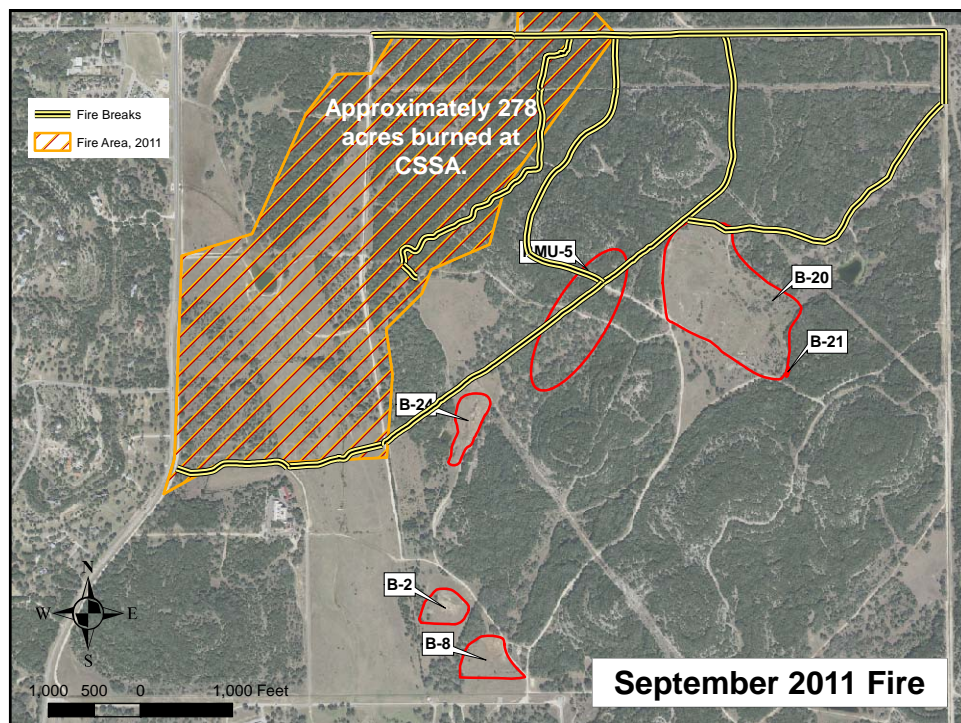 Approximately 278
acres burned at
CSSA.
Fire Breaks
Fire Area, 2011
MU-5
B-20
B-21
B-24
B-2
B-8
N
W E
S
1,000 500 0 1,000 Feet
September 2011 Fire